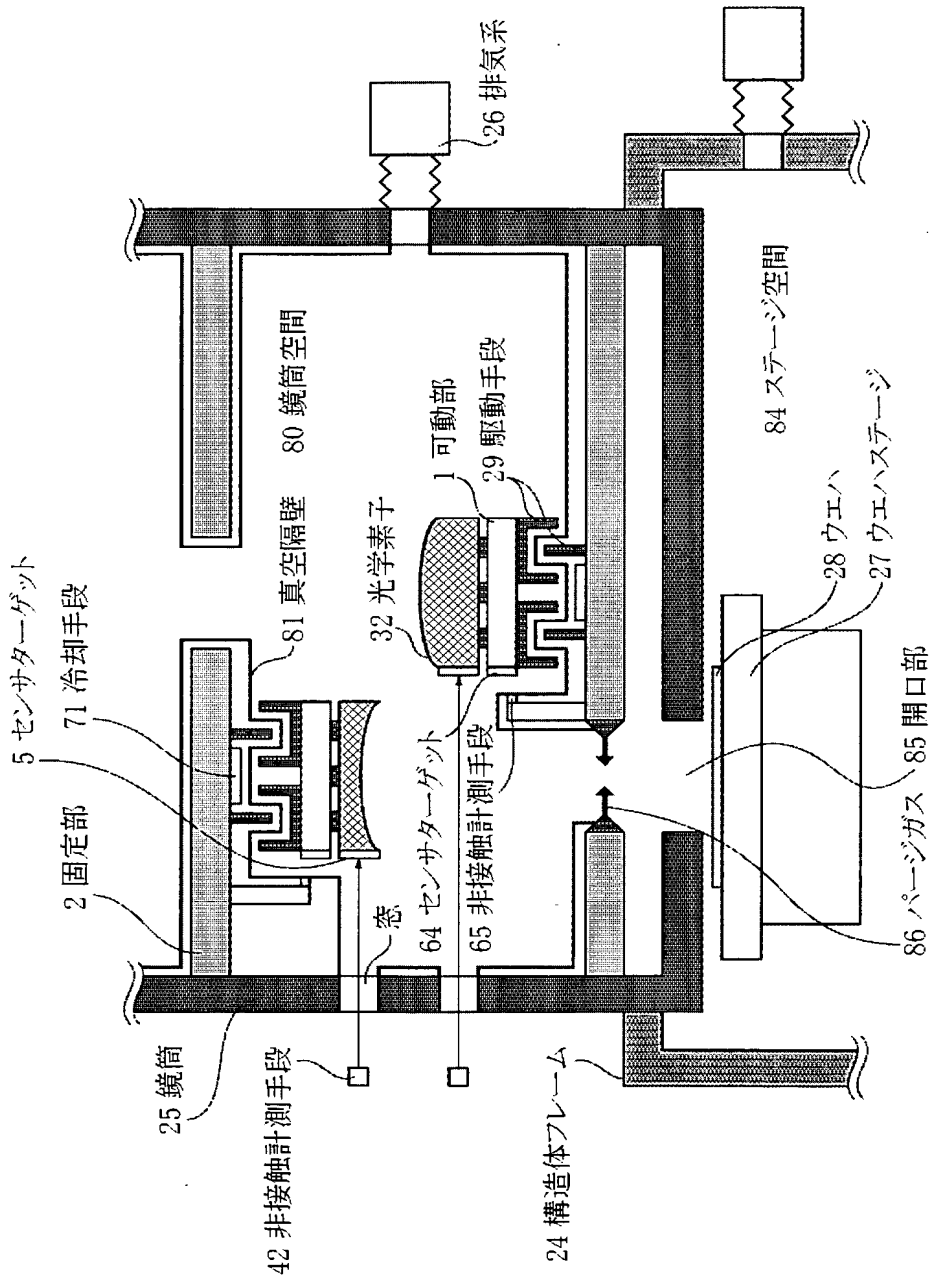 26 排気系
80 鏡筒空間
84 ステージ空間
81 真空隔壁
1 可動部
29 駆動手段
71 冷却手段
32 光学素子
5 センサターゲット
28 ウエハ
27 ウエハステージ
2 固定部
64 センサターゲット
65 非接触計測手段
85 開口部
窓
86 パージガス
25 鏡筒
42 非接触計測手段
24 構造体フレーム